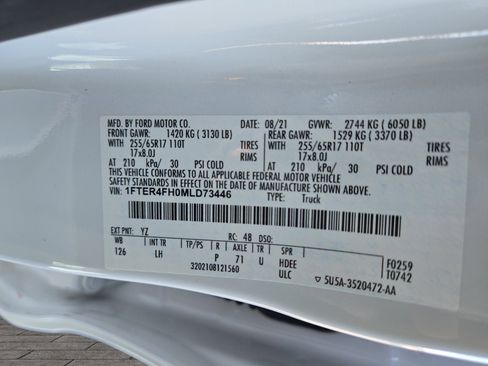 MFD. BY FORD MOTOR CO. 08/21 GVWR: 2744 KG ( 6050 LB)
FRONT GAWR: 1420 KG ( 3130 LB) REAR GAWR: 1529 KG ( 3370 LB)
WITH 255/65R17 110T TIRES WITH 255/65R17 110T TIRES
17x8.0J RIMS 17x8.0J RIMS
AT 210 kPa/ 30 PSI COLD AT 210 kPa/ 30 PSI COLD
THIS VEHICLE CONFORMS TO ALL APPLICABLE FEDERAL MOTOR VEHICLE
SAFETY STANDARDS IN EFFECT ON THE DATE OF MANUFACTURE SHOWN ABOVE.
VIN: 1FTER4FH0MLD73446 TYPE: Truck
EXT PNT: YZ RC: 48 DSO:
WB INT TR TP/PS R AXLE TR SPR F0259
126 LH P 71 U HDEE T0742
3202108121560 ULC 5U5A-3520472-AA